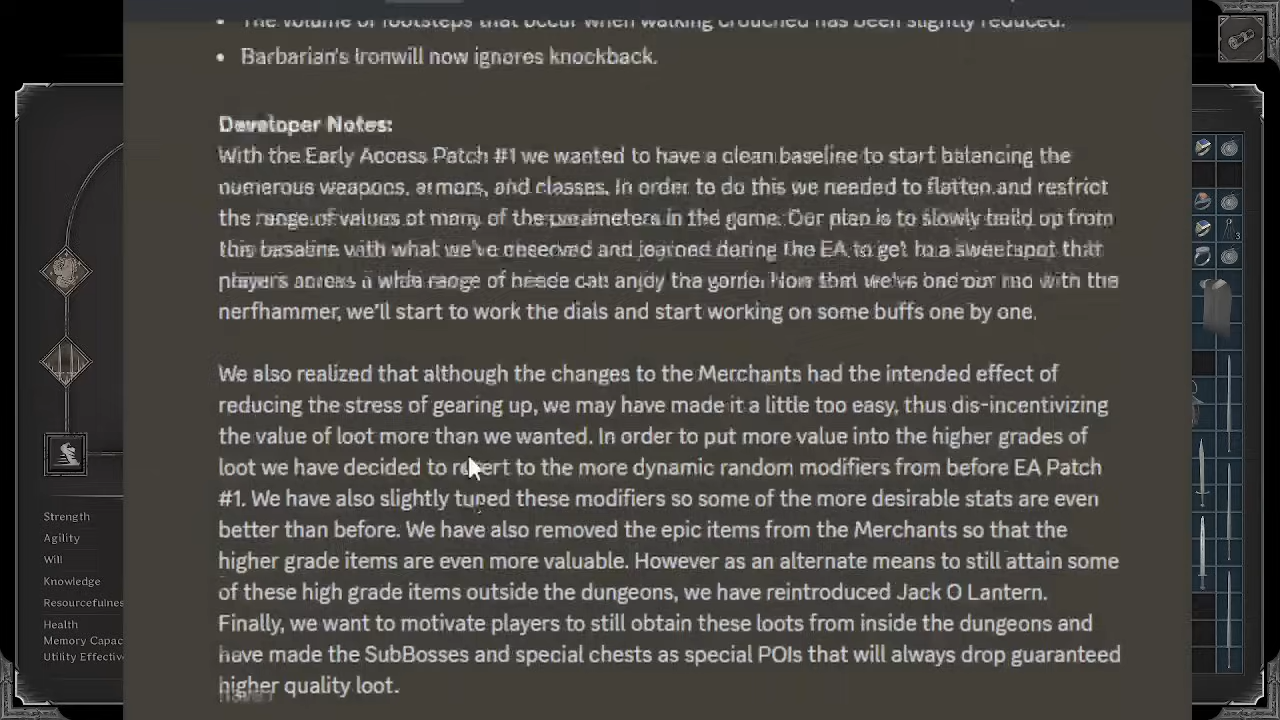 The volume of footsteps that occur when walking crouched has been slightly reduced.
Barbarian's Ironwill now ignores knockback.
Developer Notes:
With the Early Access Patch #1 we wanted to have a clean baseline to start balancing the
numerous weapons, armors, and classes. In order to do this we needed to flatten and restrict
the range of values of many of the parameters in the game. Our plan is to slowly build up from
this baseline with what we've observed and learned during the EA to get to a sweet spot that
players across a wide range of can enjoy the game. Now that we've with the
nerfhammer, we'll start to work the dials and start working on some buffs one by one.
We also realized that although the changes to the Merchants had the intended effect of
reducing the stress of gearing up, we may have made it a little too easy, thus dis-incentivizing
the value of loot more than we wanted. In order to put more value into the higher grades of
loot we have decided to revert to the more dynamic random modifiers from before EA Patch
#1. We have also slightly tuned these modifiers so some of the more desirable stats are even
better than before. We have also removed the epic items from the Merchants so that the
higher grade items are even more valuable. However as an alternate means to still attain some
of these high grade items outside the dungeons, we have reintroduced Jack O Lantern.
Finally, we want to motivate players to still obtain these loots from inside the dungeons and
have made the SubBosses and special chests as special POIs that will always drop guaranteed
higher quality loot.
Strength
Agility
Will
Knowledge
Resourcefulnes
Health
Memory Capac
Utility Effectiv
3